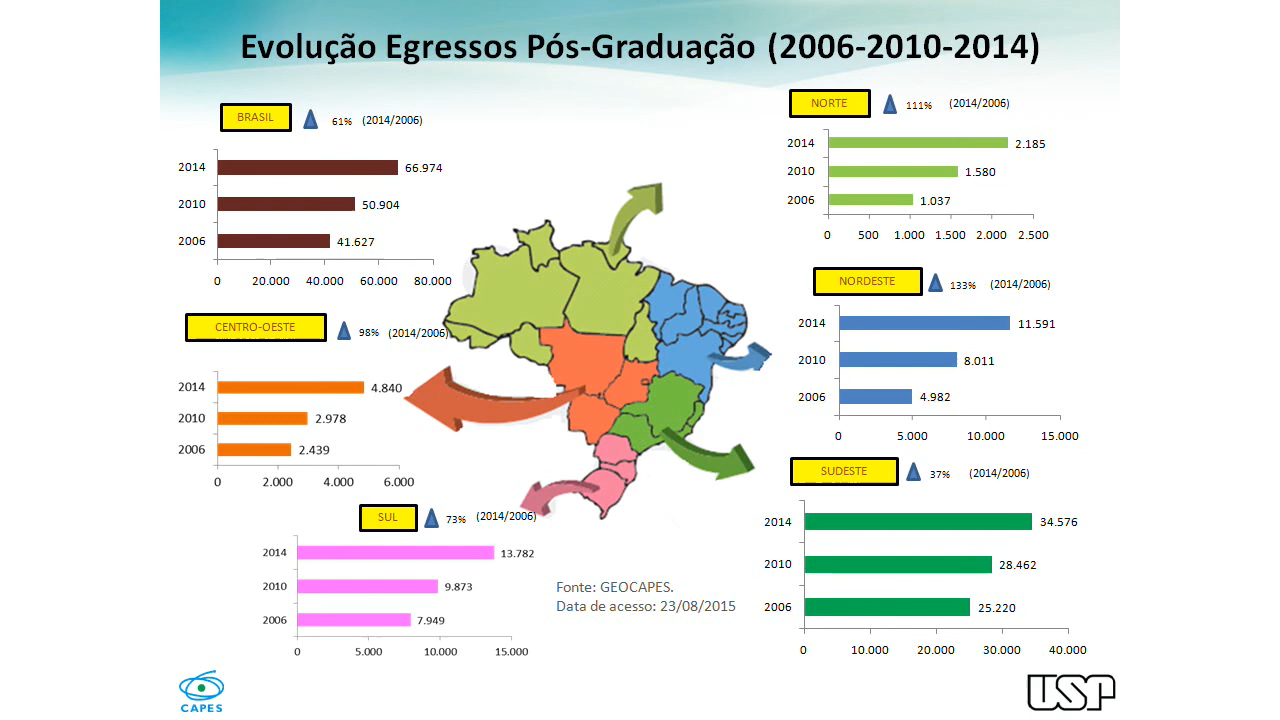 Evolução Egressos Pós-Graduação (2006-2010-2014)
BRASIL
61% (2014/2006)
2014 66.974
2010 50.904
2006 41.627
0 20.000 40.000 60.000 80.000
NORTE
111% (2014/2006)
2014 2.185
2010 1.580
2006 1.037
0 500 1.000 1.500 2.000 2.500
CENTRO-OESTE
98% (2014/2006)
2014 4.840
2010 2.978
2006 2.439
0 2.000 4.000 6.000
NORDESTE
133% (2014/2006)
2014 11.591
2010 8.011
2006 4.982
0 5.000 10.000 15.000
SUL
73% (2014/2006)
2014 13.782
2010 9.873
2006 7.949
0 5.000 10.000 15.000
SUDESTE
37% (2014/2006)
2014 34.576
2010 28.462
2006 25.220
0 10.000 20.000 30.000 40.000
Fonte: GEOCAPES.
Data de acesso: 23/08/2015
CAPES
USP